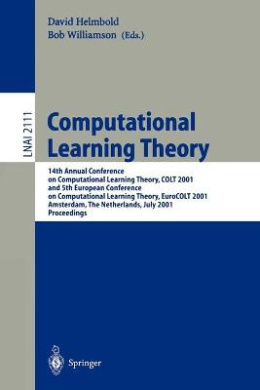 David Helmbold
Bob Williamson (Eds.)
LNAI 2111
Computational
Learning Theory
14th Annual Conference
on Computational Learning Theory, COLT 2001
and 5th European Conference
on Computational Learning Theory, EuroCOLT 2001
Amsterdam, The Netherlands, July 2001
Proceedings
Springer